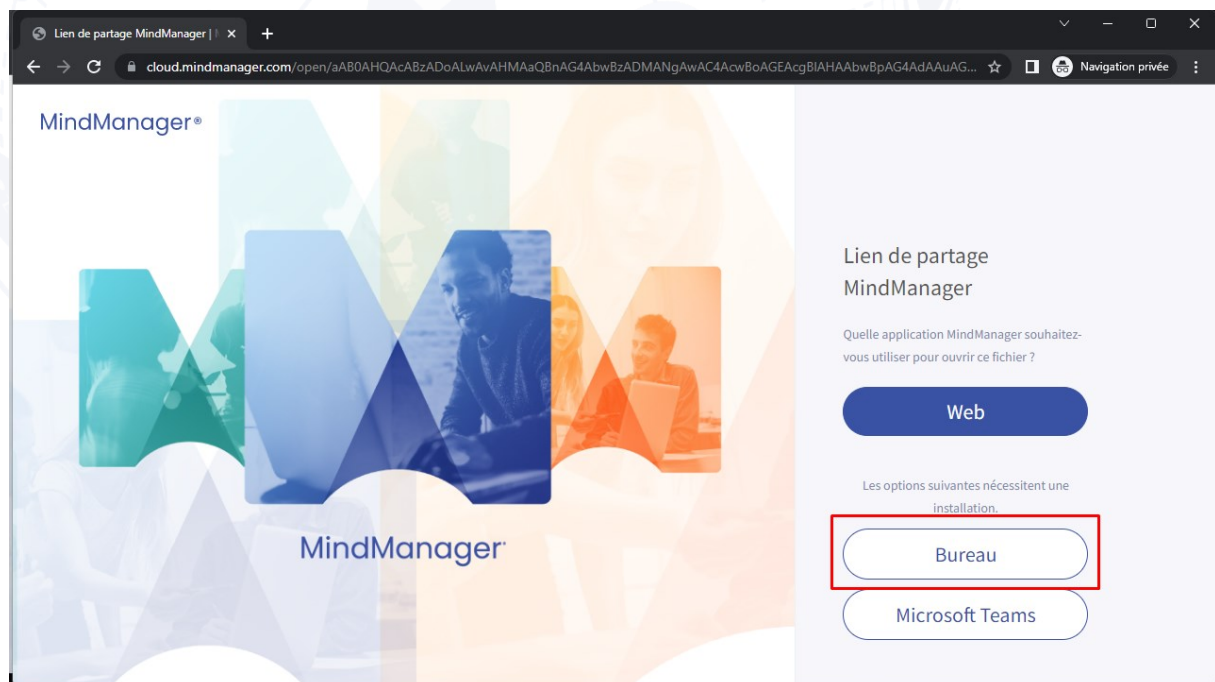 Lien de partage MindManager |
cloud.mindmanager.com/open/aAB0AHQAcABzADoALwAvAHMAaQBnAG4AbwBzADMANgAwAC4AcwBoAGEAcgBlAHAAbwBpAG4AdAAuAG...
Navigation privée
MindManager®
Lien de partage
MindManager
Quelle application MindManager souhaitez-
vous utiliser pour ouvrir ce fichier ?
Web
Les options suivantes nécessitent une
installation.
Bureau
MindManager
Microsoft Teams